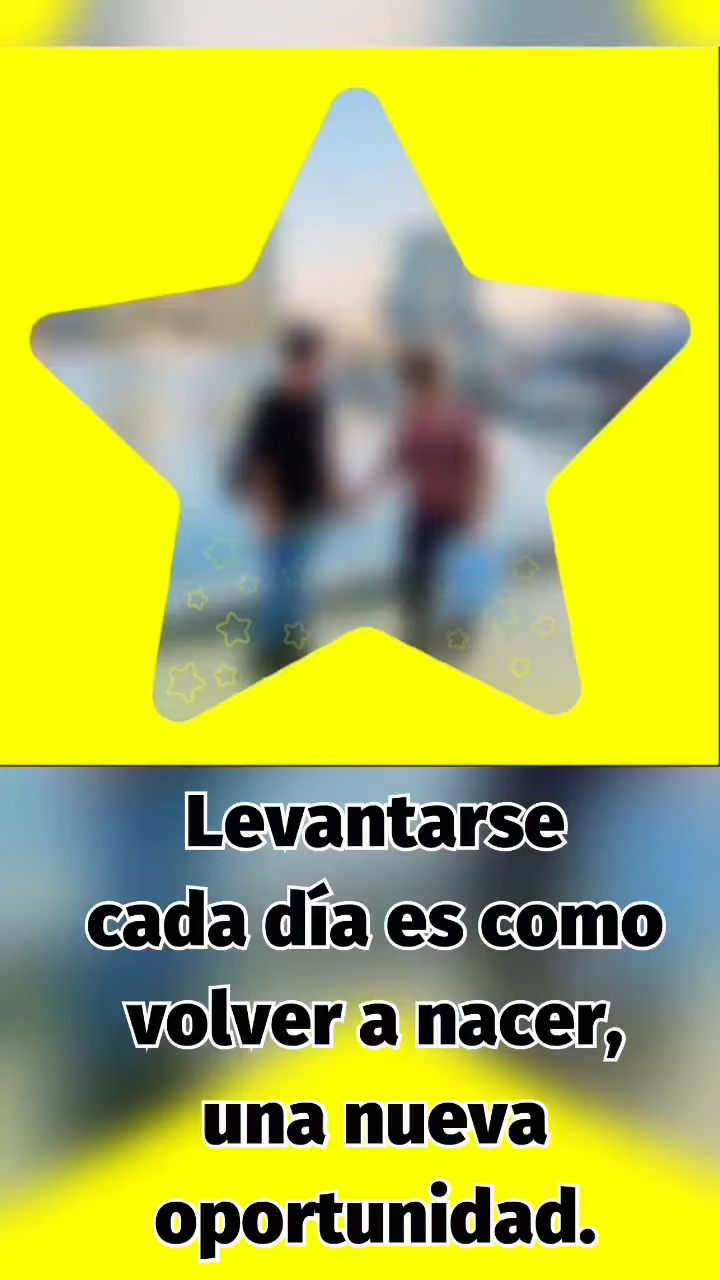 Levantarse
cada día es como
volver a nacer,
una nueva
oportunidad.